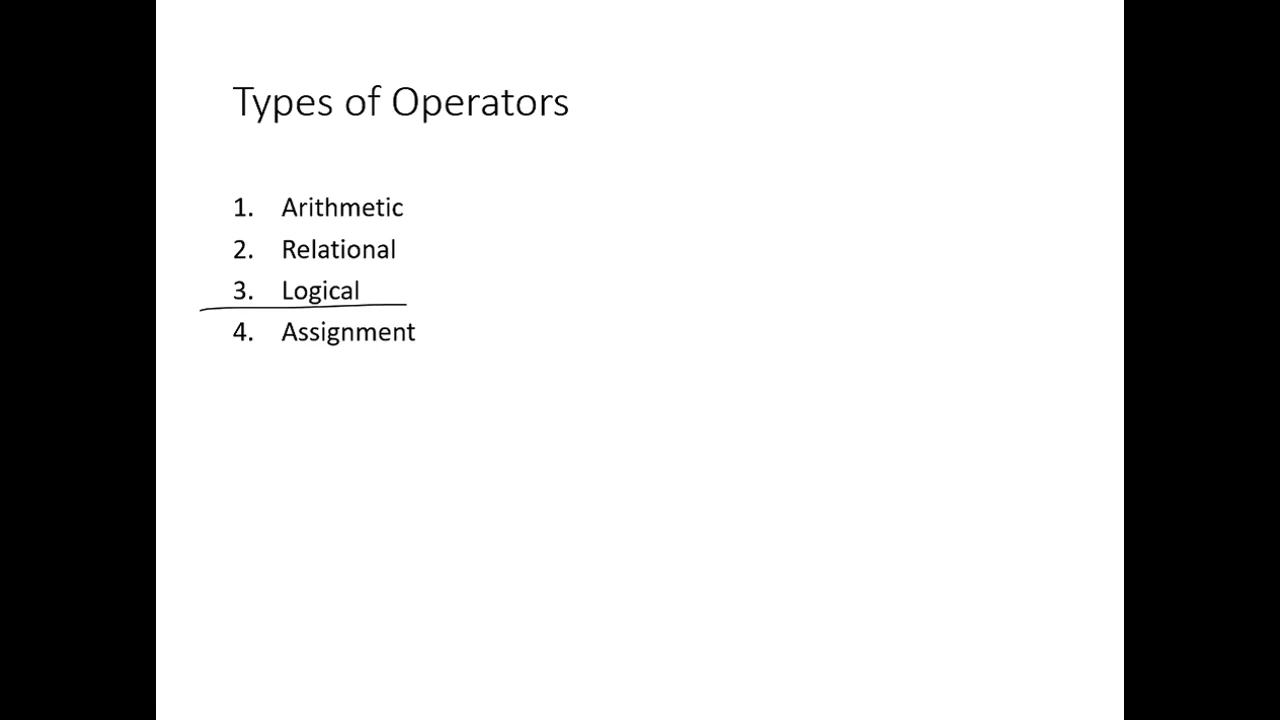 Types of Operators
1. Arithmetic
2. Relational
3. Logical
4. Assignment